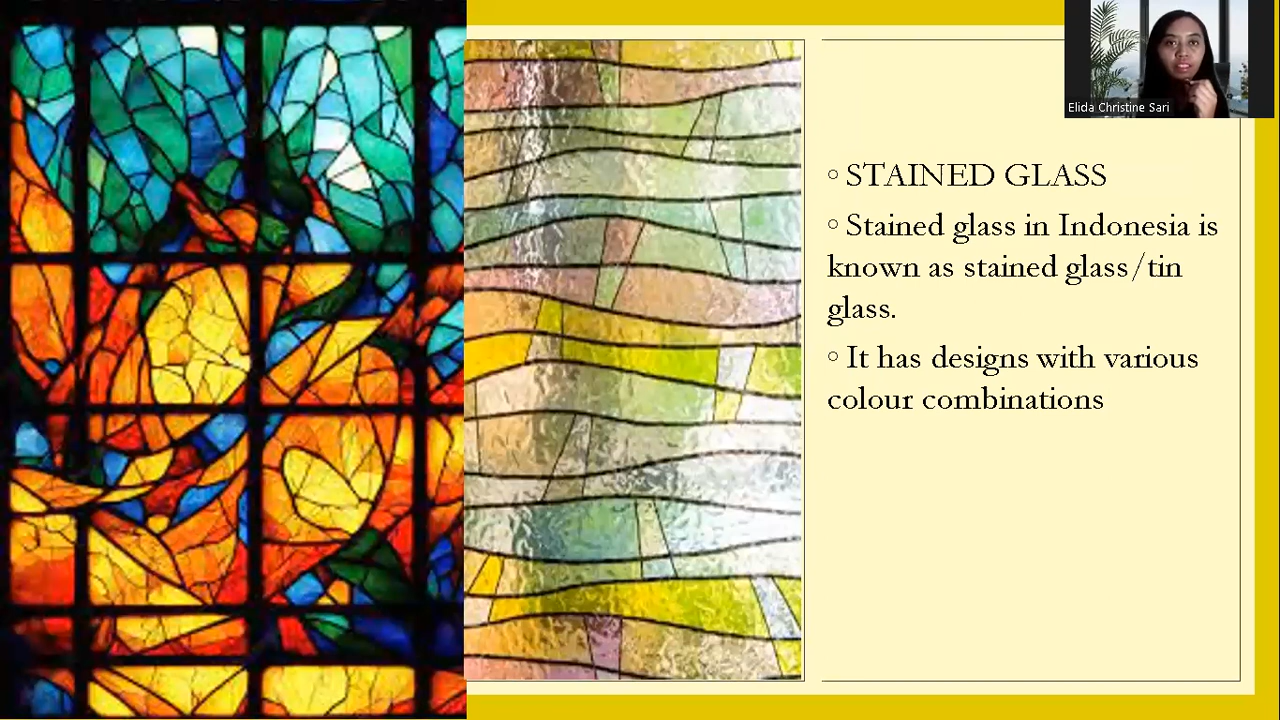 Elida Christine Sari
◦ STAINED GLASS
◦ Stained glass in Indonesia is
known as stained glass/tin
glass.
◦ It has designs with various
colour combinations